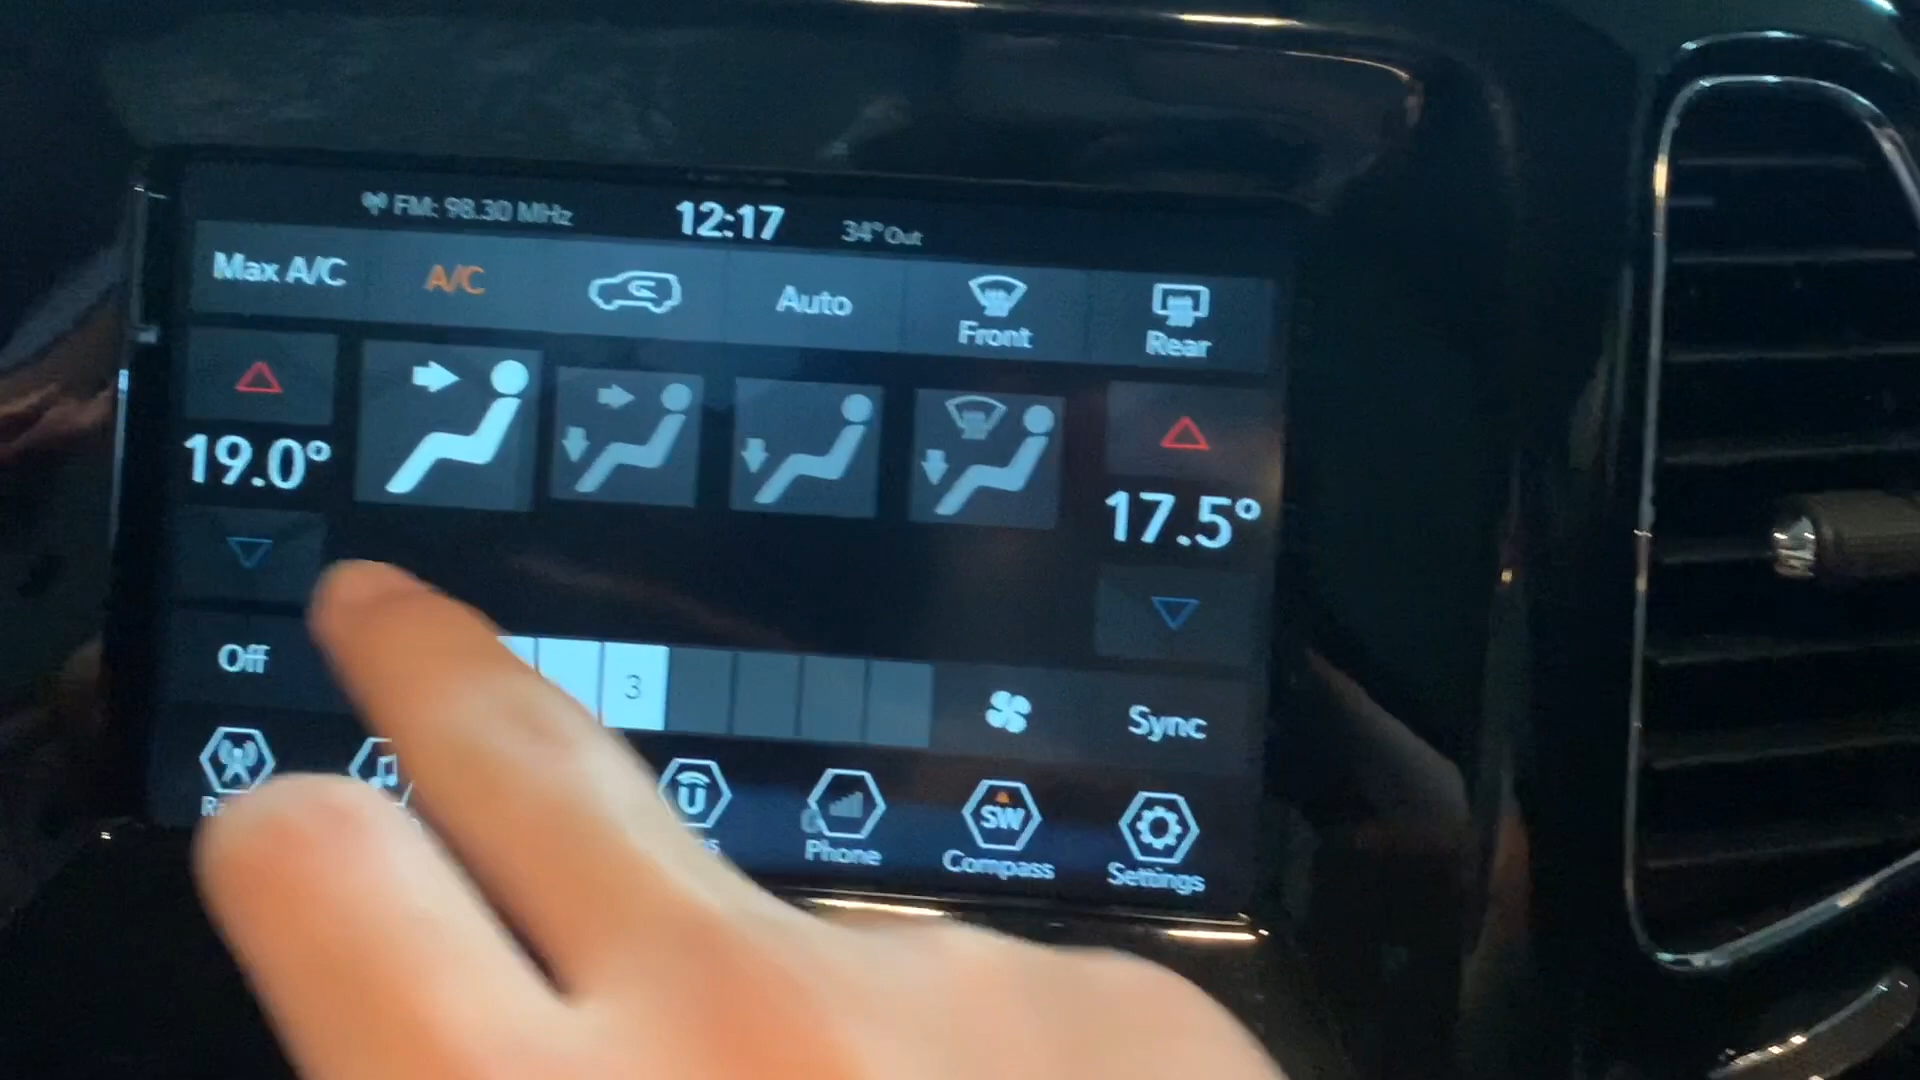 FM: 98.30 MHz 12:17 34° Out
Max A/C A/C Auto Front Rear
19.0° 17.5°
Off 3 Sync
U SW
Phone Compass Settings